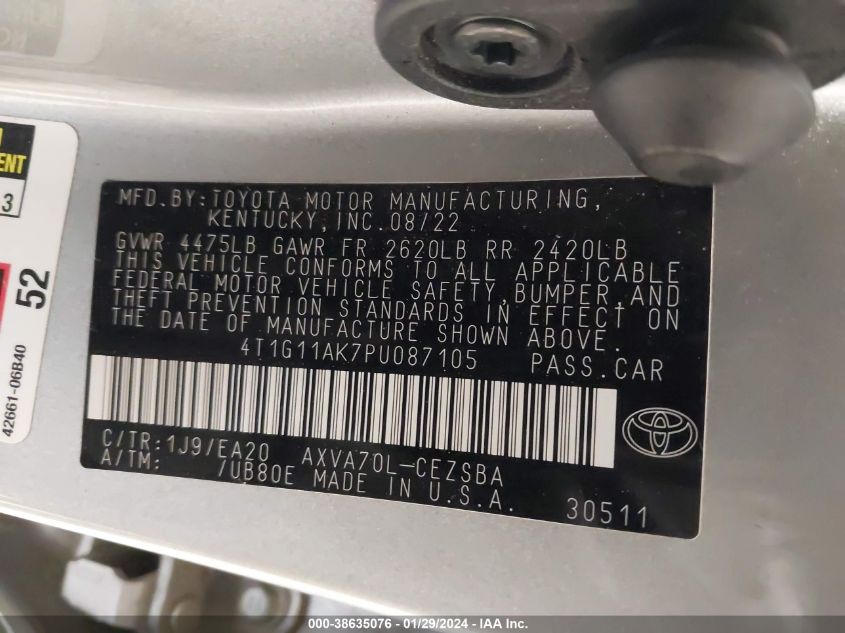 ENT
3
52
42661-06B40
MFD.BY:TOYOTA MOTOR MANUFACTURING,
KENTUCKY,INC.08/22
GVWR 4475LB GAWR FR 2620LB RR 2420LB
THIS VEHICLE CONFORMS TO ALL APPLICABLE
FEDERAL MOTOR VEHICLE SAFETY,BUMPER,AND
THEFT PREVENTION STANDARDS IN EFFECT ON
THE DATE OF MANUFACTURE SHOWN ABOVE.
4T1G11AK7PU087105 PASS.CAR
C/TR:1J9/EA20 AXVA70L-CEZSBA
A/TM: /UB80E MADE IN U.S.A.
30511
000-38635076 - 01/29/2024 - IAA Inc.